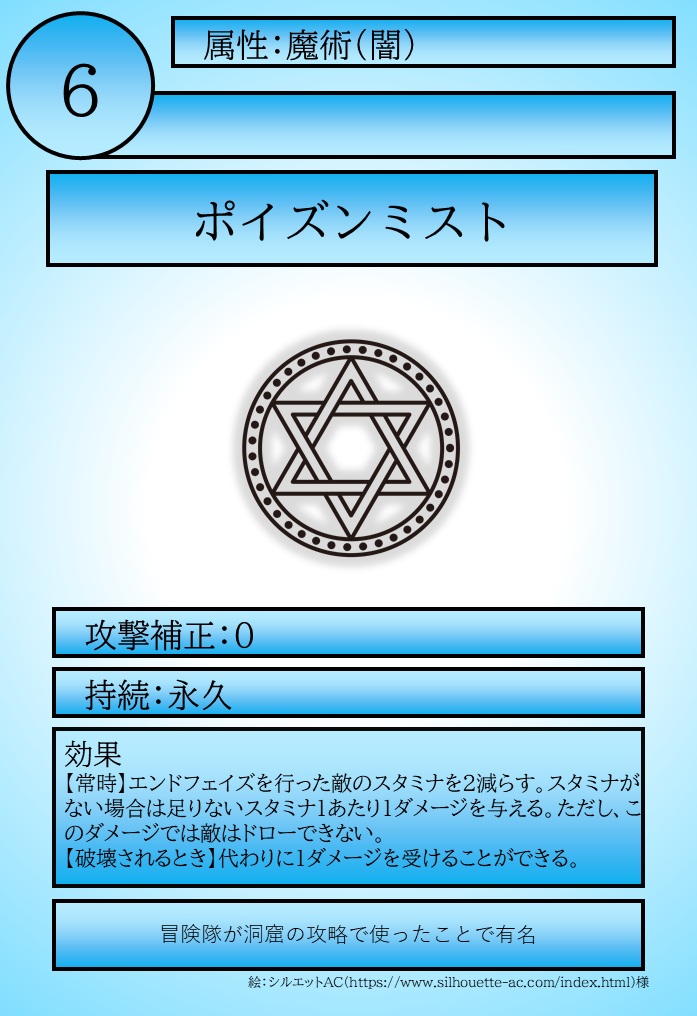 属性：魔術（闇）
6
ポイズンミスト
攻撃補正：0
持続：永久
効果
【常時】エンドフェイズを行った敵のスタミナを2減らす。スタミナが
ない場合は足りないスタミナ1あたり1ダメージを与える。ただし、こ
のダメージでは敵はドローできない。
【破壊されるとき】代わりに1ダメージを受けることができる。
冒険隊が洞窟の攻略で使ったことで有名
絵：シルエットAC（https://www.silhouette-ac.com/index.html）様